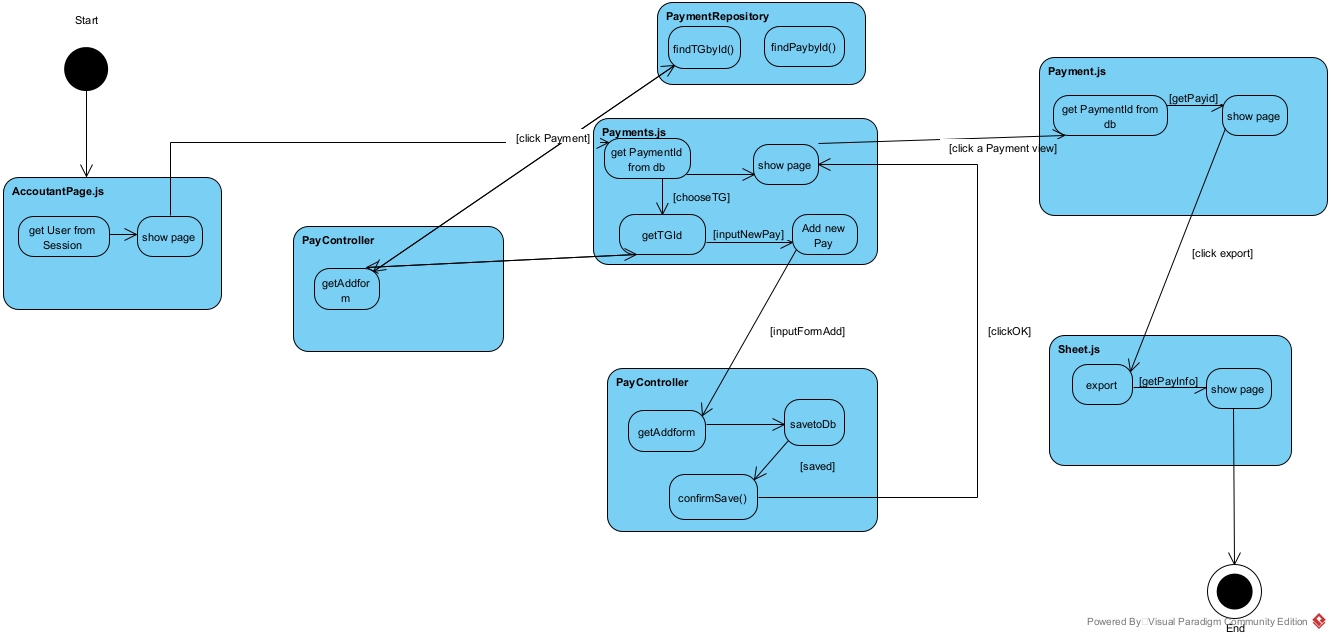 Start
PaymentRepository
findTGbyId()
findPaybyId()
Payment.js
get PaymentId from
db
[getPayid]
show page
[click Payment]
Payments.js
get PaymentId
from db
show page
[click a Payment view]
[chooseTG]
getTGId
[inputNewPay]
Add new
Pay
AccoutantPage.js
get User from
Session
show page
PayController
getAddfor
m
[click export]
[inputFormAdd]
[clickOK]
Sheet.js
export
[getPayInfo]
show page
PayController
getAddform
savetoDb
[saved]
confirmSave()
Powered By Visual Paradigm Community Edition
End